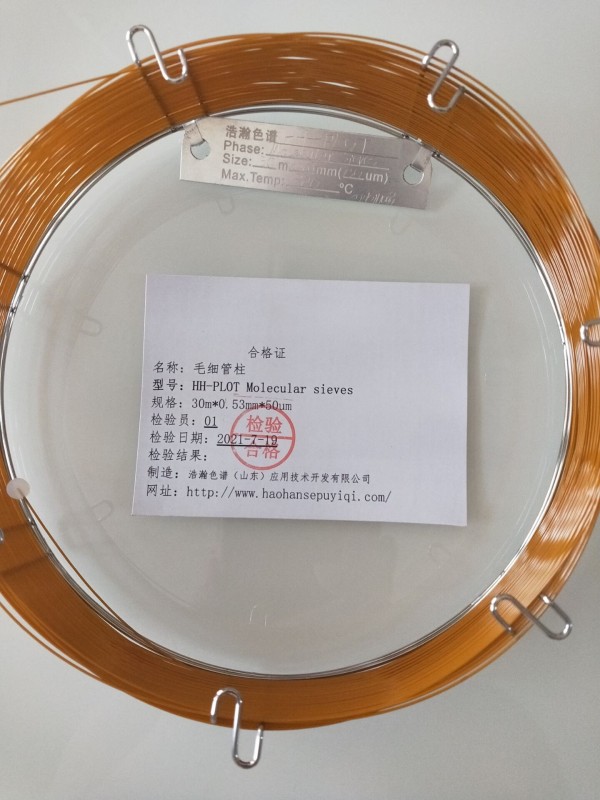 浩瀚色谱
Phase:
Size: m mm( um)
Max.Temp: ℃
合格证
名称：毛细管柱
型号：HH-PLOT Molecular sieves
规格：30m*0.53mm*50um
检验员：01
检验日期：2021-7-19
检验结果：
检验
合格
制造：浩瀚色谱（山东）应用技术开发有限公司
网址：http://www.haohansepuyiqi.com/